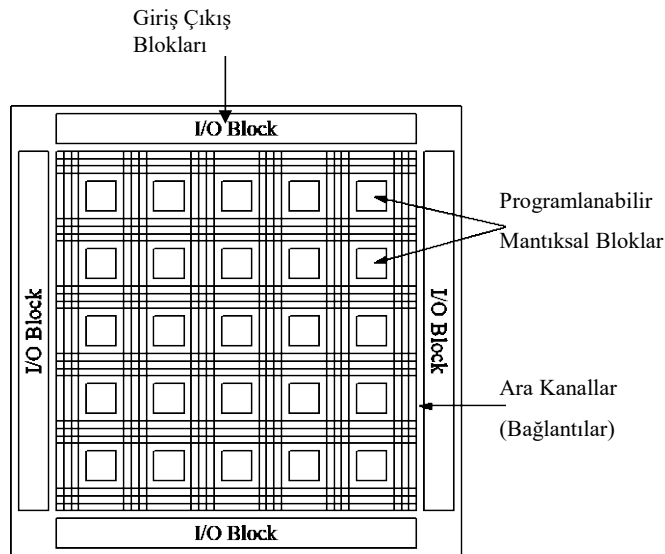 Giriş Çıkış
Blokları
I/O Block
Programlanabilir
Mantıksal Bloklar
I/O Block
I/O Block
Ara Kanallar
(Bağlantılar)
I/O Block